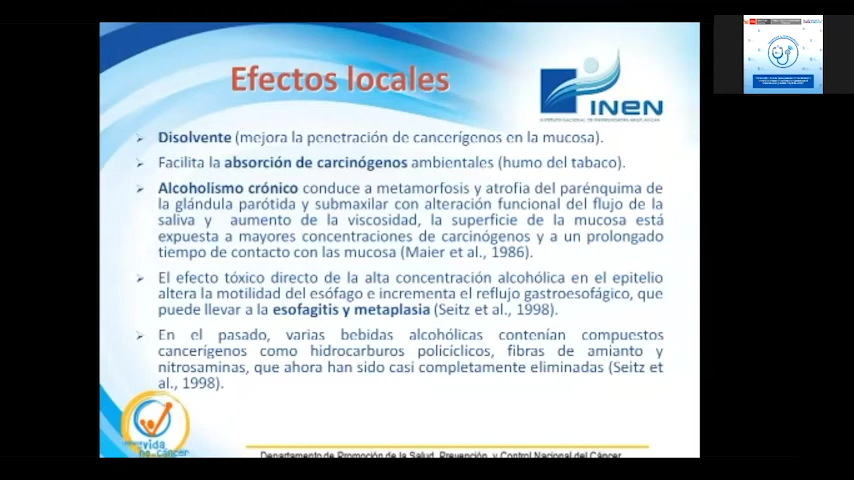 Efectos locales
INEN
Disolvente (mejora la penetración de cancerígenos en la mucosa).
Facilita la absorción de carcinógenos ambientales (humo del tabaco).
Alcoholismo crónico conduce a metamorfosis y atrofia del parénquima de
la glándula parótida y submaxilar con alteración funcional del flujo de la
saliva y aumento de la viscosidad, la superficie de la mucosa está
expuesta a mayores concentraciones de carcinógenos y a un prolongado
tiempo de contacto con las mucosa (Maier et al., 1986).
El efecto tóxico directo de la alta concentración alcohólica en el epitelio
altera la motilidad del esófago e incrementa el reflujo gastroesofágico, que
puede llevar a la esofagitis y metaplasia (Seitz et al., 1998).
En el pasado, varias bebidas alcohólicas contenían compuestos
cancerígenos como hidrocarburos policíclicos, fibras de amianto y
nitrosaminas, que ahora han sido casi completamente eliminadas (Seitz et
al., 1998).
vida
no
cáncer
Departamento de Promoción de la Salud, Prevención y Control Nacional del Cáncer